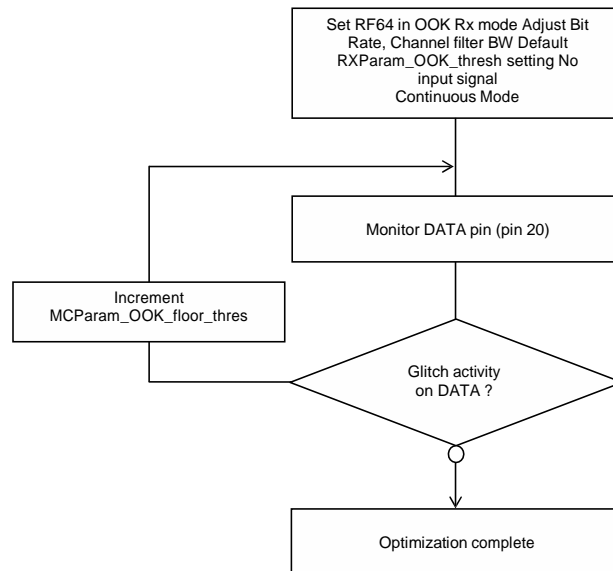 Set RF64 in OOK Rx mode Adjust Bit
Rate, Channel filter BW Default
RXParam_OOK_thresh setting No
input signal
Continuous Mode
Monitor DATA pin (pin 20)
Increment
MCParam_OOK_floor_thres
Glitch activity
on DATA ?
Optimization complete